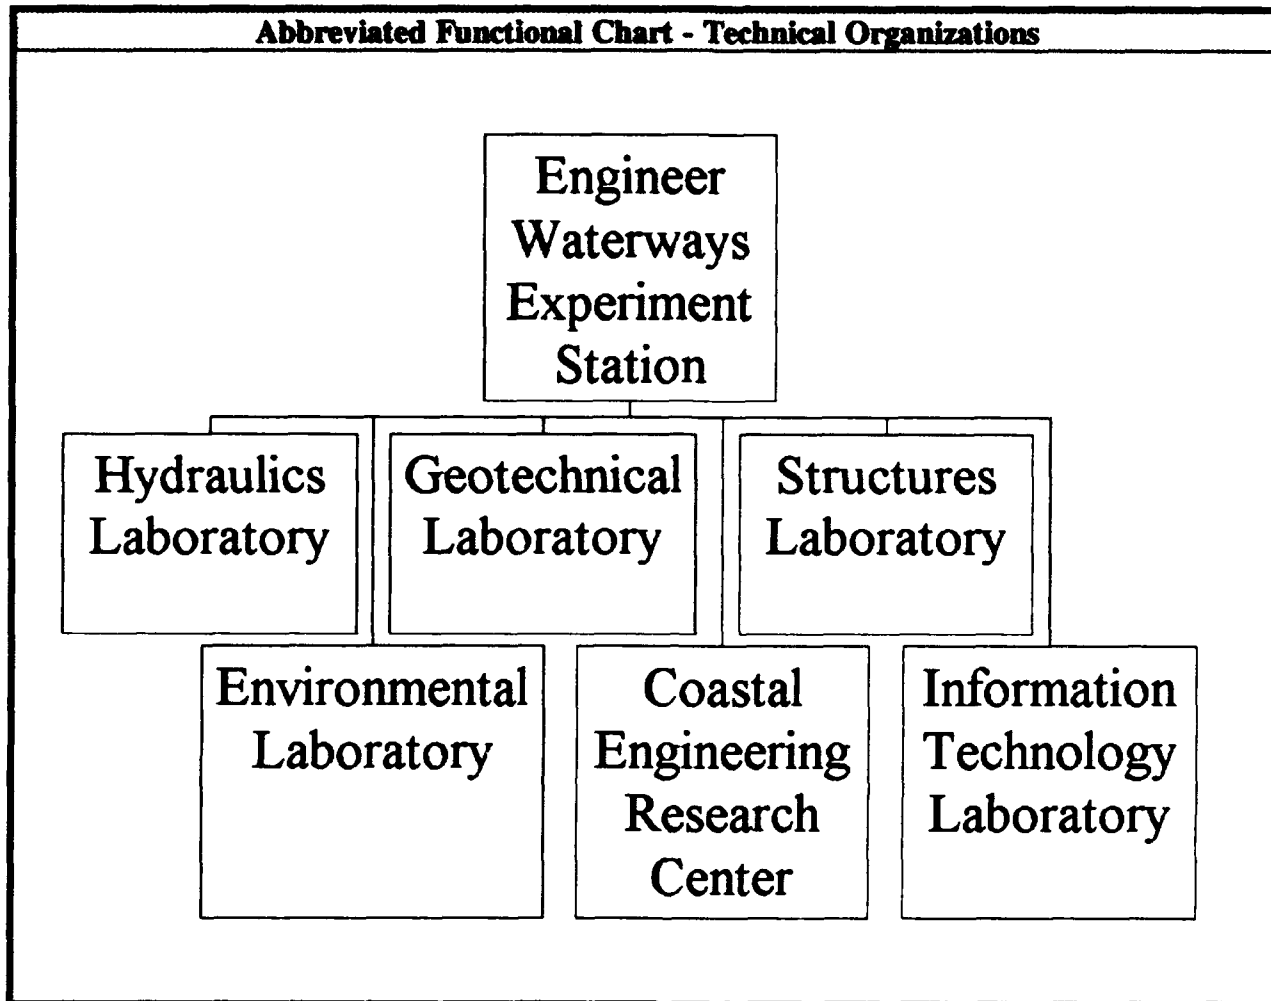 Abbreviated Functional Chart - Technical Organizations
Engineer
Waterways
Experiment
Station
Hydraulics
Laboratory
Geotechnical
Laboratory
Structures
Laboratory
Environmental
Laboratory
Coastal
Engineering
Research
Center
Information
Technology
Laboratory